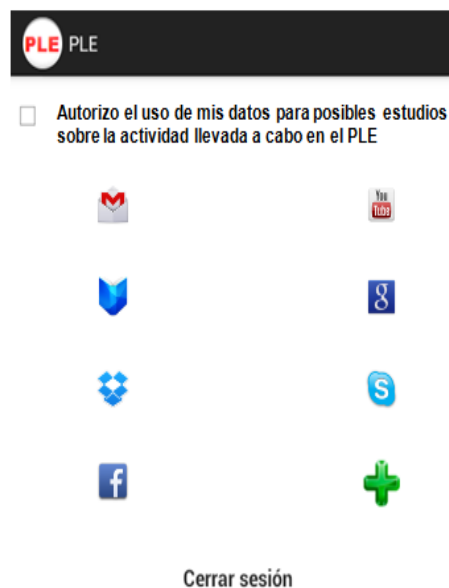 PLE PLE
Autorizo el uso de mis datos para posibles estudios
sobre la actividad llevada a cabo en el PLE
You
Tube
g
S
f
Cerrar sesión